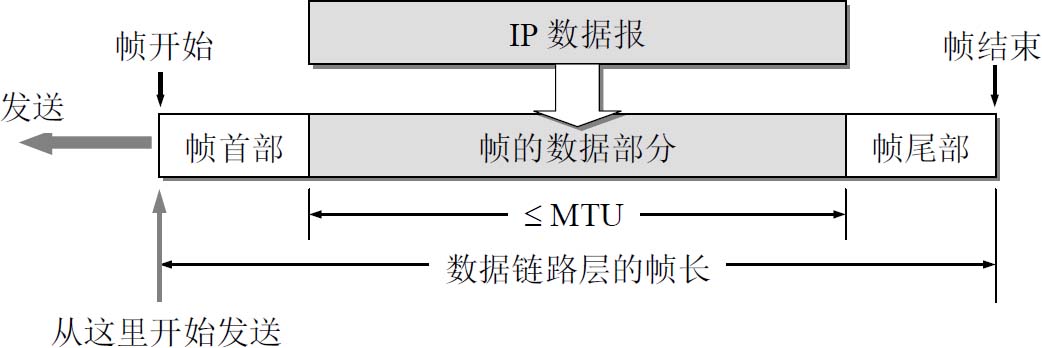 IP 数据报
帧开始
帧结束
发送
帧首部
帧的数据部分
帧尾部
≤ MTU
数据链路层的帧长
从这里开始发送